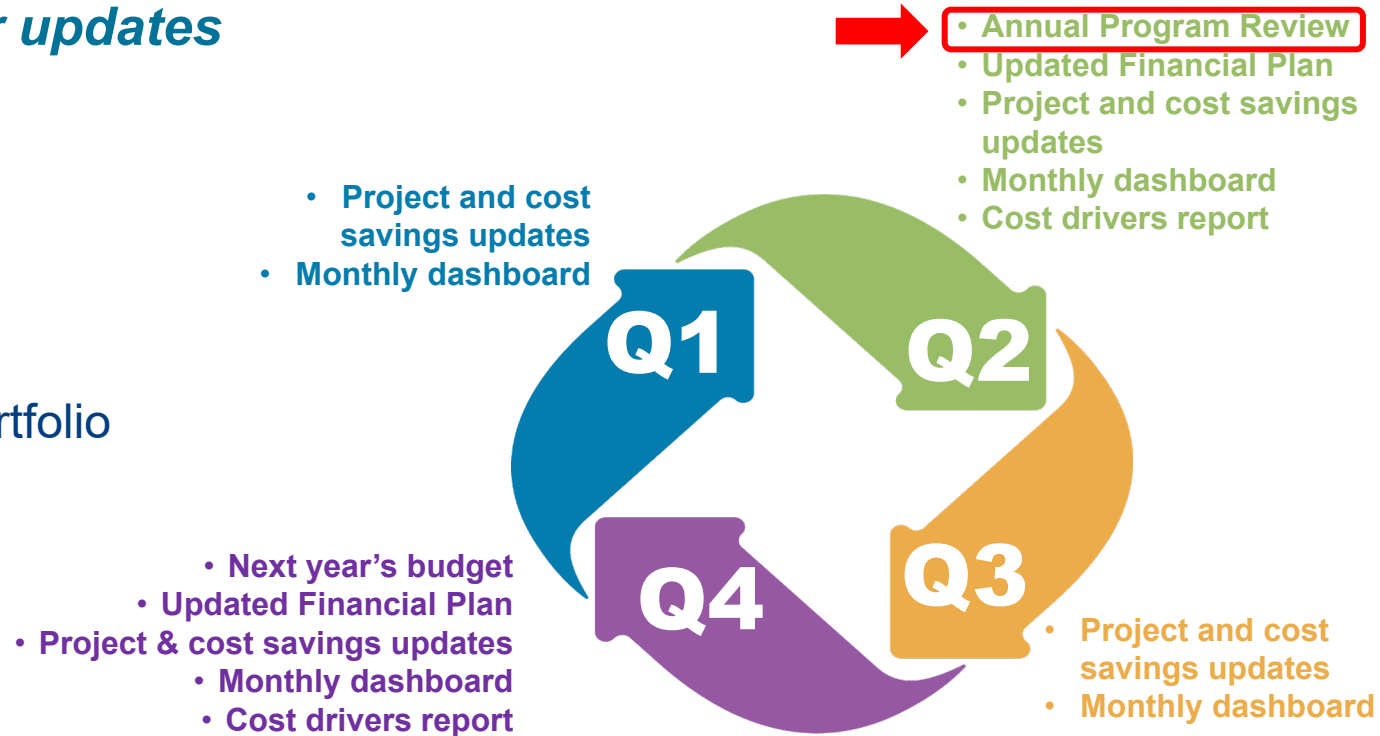 r updates
• Annual Program Review
• Updated Financial Plan
• Project and cost savings
updates
• Monthly dashboard
• Cost drivers report
• Project and cost
savings updates
• Monthly dashboard
Q1
Q2
rtfolio
Q4
Q3
• Next year’s budget
• Updated Financial Plan
• Project & cost savings updates
• Monthly dashboard
• Cost drivers report
• Project and cost
savings updates
• Monthly dashboard